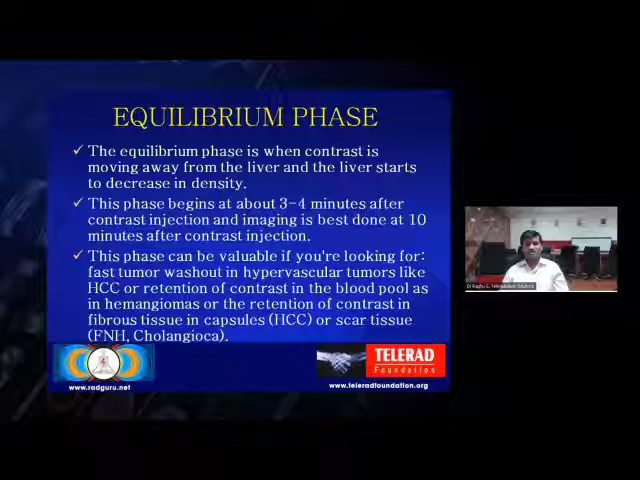 EQUILIBRIUM PHASE
✓ The equilibrium phase is when contrast is
moving away from the liver and the liver starts
to decrease in density.
✓ This phase begins at about 3-4 minutes after
contrast injection and imaging is best done at 10
minutes after contrast injection.
✓ This phase can be valuable if you're looking for:
fast tumor washout in hypervascular tumors like
HCC or retention of contrast in the blood pool as
in hemangiomas or the retention of contrast in
fibrous tissue in capsules (HCC) or scar tissue
(FNH, Cholangioca).
www.radguru.net
TELERAD
Foundation
www.teleradfoundation.org
Solutions